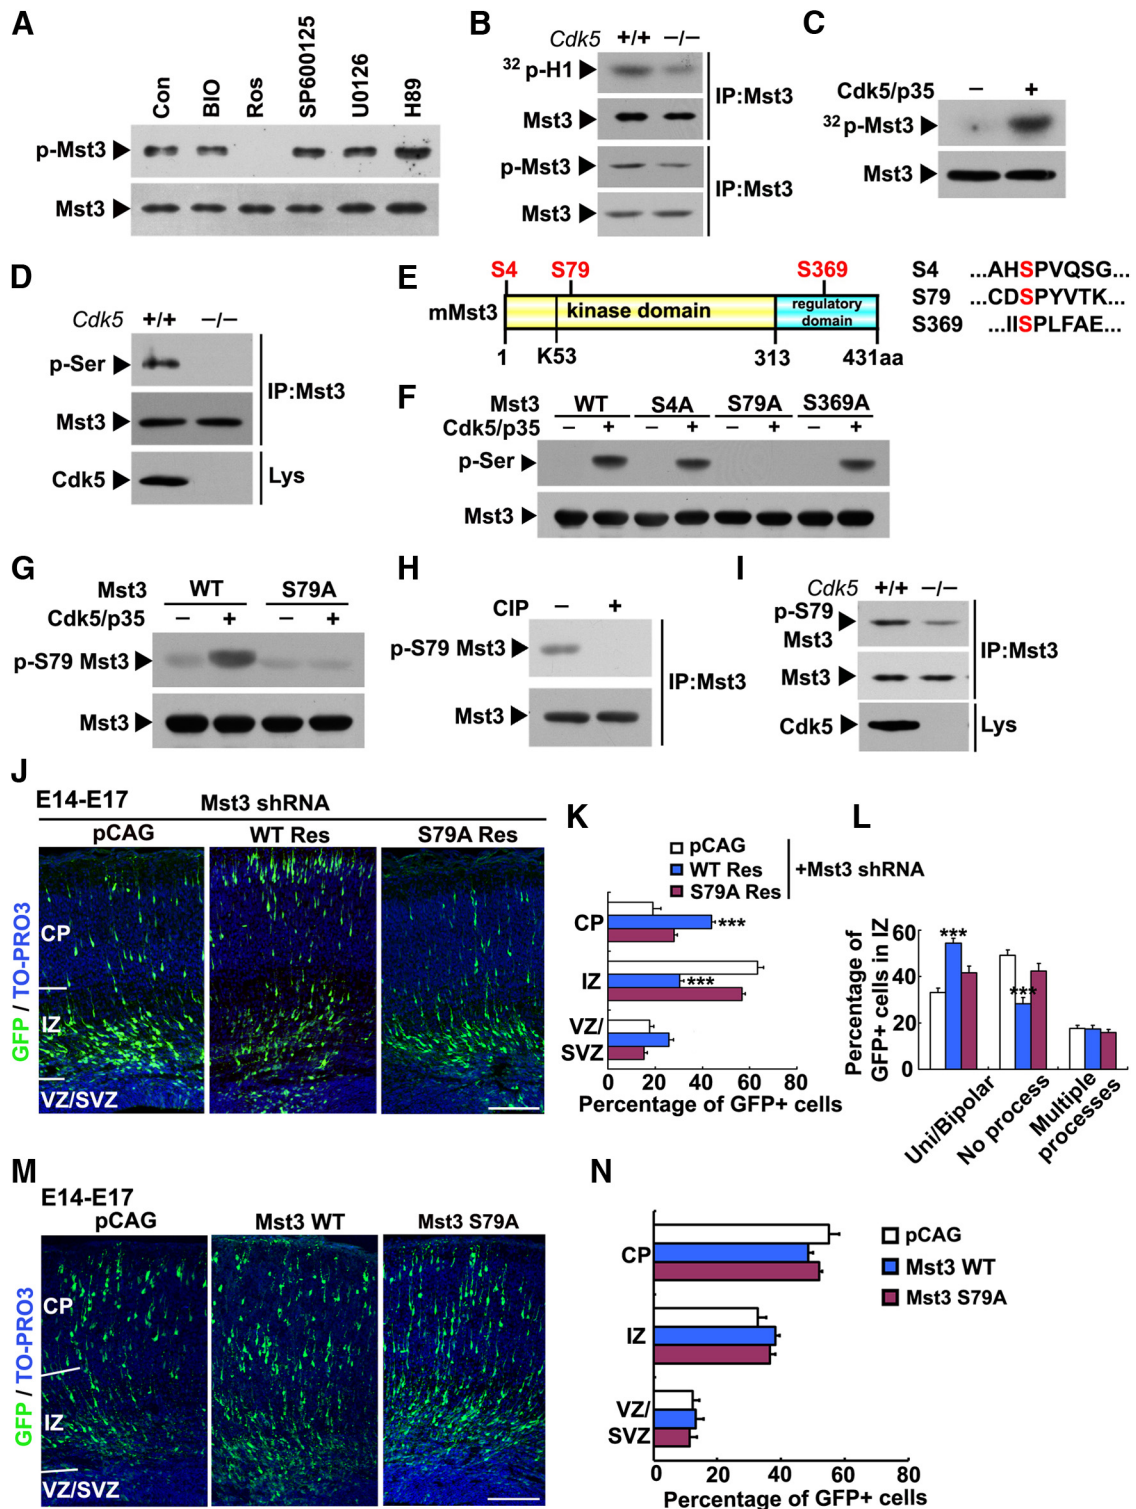 A
Con BIO Ros SP600125 U0126 H89
p-Mst3
Mst3
B
Cdk5 +/+ −/−
32 p-H1
Mst3
IP:Mst3
p-Mst3
Mst3
IP:Mst3
C
Cdk5/p35 − +
32p-Mst3
Mst3
D
Cdk5 +/+ −/−
p-Ser
Mst3
IP:Mst3
Cdk5
Lys
E
S4 S79 S369
mMst3 kinase domain regulatory domain
1 K53 313 431aa
S4 ...AHSPVQSG...
S79 ...CDSPYVTK...
S369 ...IISPLFAE...
F
Mst3 WT S4A S79A S369A
Cdk5/p35 − + − + − + − +
p-Ser
Mst3
G
Mst3 WT S79A
Cdk5/p35 − + − +
p-S79 Mst3
Mst3
H
CIP − +
p-S79 Mst3
Mst3
IP:Mst3
I
Cdk5 +/+ −/−
p-S79
Mst3
Mst3
IP:Mst3
Cdk5
Lys
J
E14-E17 Mst3 shRNA
pCAG WT Res S79A Res
GFP / TO-PRO3
CP
IZ
VZ/SVZ
K
pCAG
WT Res
S79A Res
+Mst3 shRNA
CP ***
IZ ***
VZ/
SVZ
0 20 40 60 80
Percentage of GFP+ cells
L
Percentage of
GFP+ cells in IZ
60
40
20
0
*** ***
Uni/Bipolar
No process
Multiple
processes
M
E14-E17
pCAG Mst3 WT Mst3 S79A
GFP / TO-PRO3
CP
IZ
VZ/SVZ
N
pCAG
Mst3 WT
Mst3 S79A
CP
IZ
VZ/
SVZ
0 20 40 60 80
Percentage of GFP+ cells